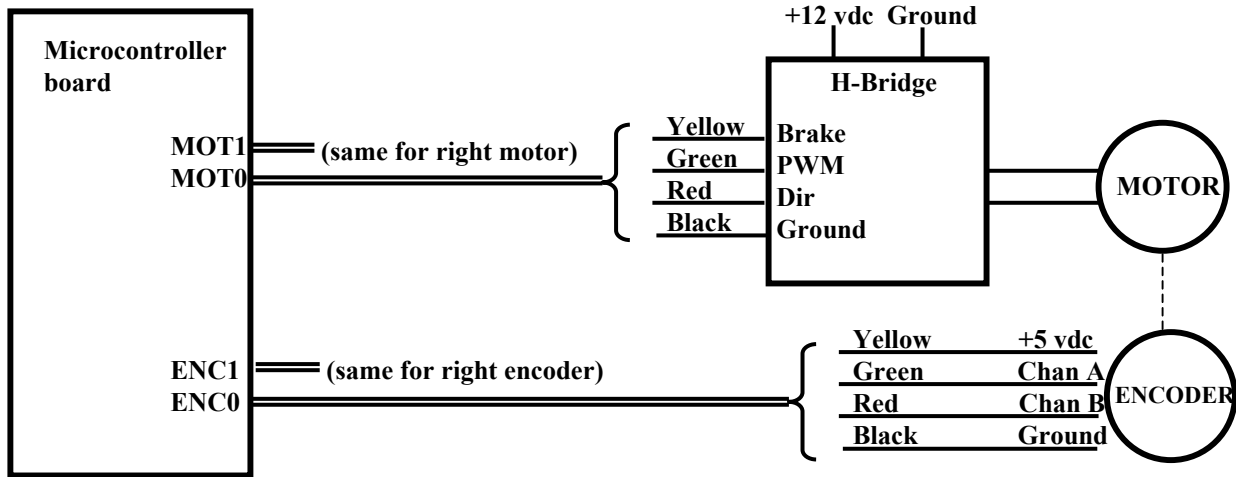 +12 vdc Ground
Microcontroller
board
H-Bridge
MOT1 (same for right motor)
MOT0
Yellow Brake
Green PWM
Red Dir
Black Ground
MOTOR
ENC1 (same for right encoder)
ENC0
Yellow +5 vdc
Green Chan A
Red Chan B
Black Ground
ENCODER